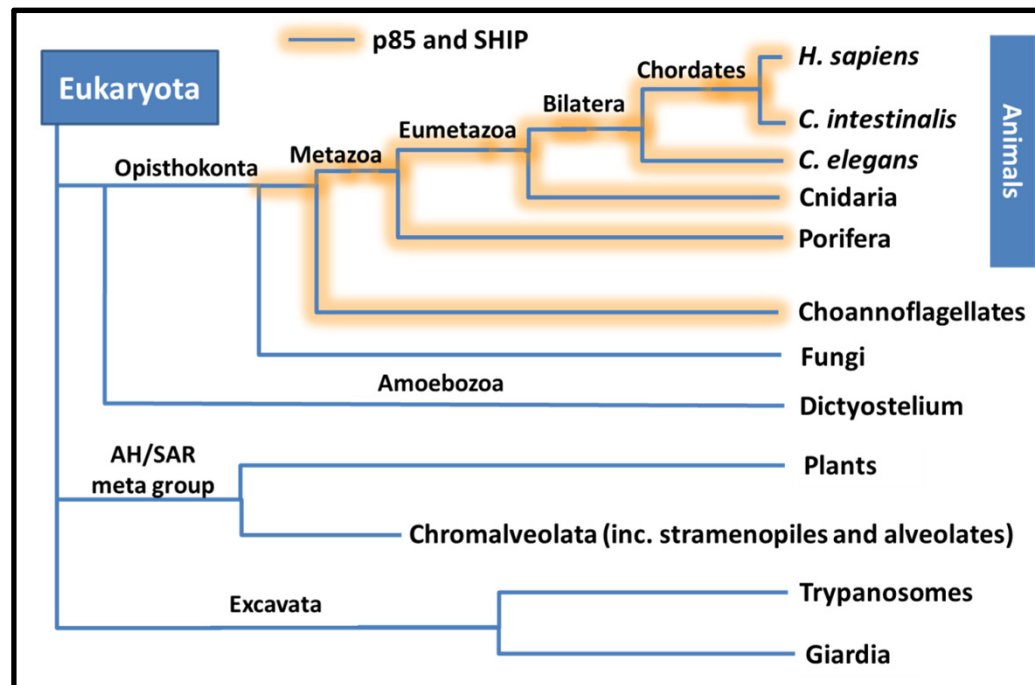 p85 and SHIP
Eukaryota
Chordates
H. sapiens
Bilatera
C. intestinalis
Eumetazoa
Metazoa
C. elegans
Opisthokonta
Cnidaria
Porifera
Animals
Choannoflagellates
Fungi
Amoebozoa
Dictyostelium
AH/SAR
meta group
Plants
Chromalveolata (inc. stramenopiles and alveolates)
Excavata
Trypanosomes
Giardia